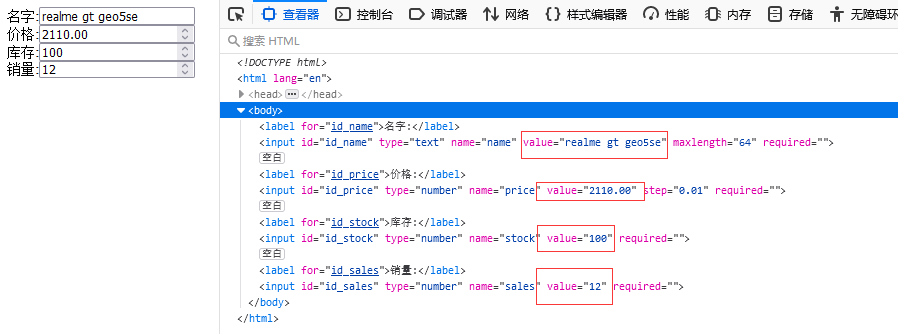 名字:realme gt geo5se
价格:2110.00
库存:100
销量:12
查看器 控制台 调试器 网络 样式编辑器 性能 内存 存储 无障碍环
搜索 HTML
<!DOCTYPE html>
<html lang="en">
<head> ••• </head>
<body>
<label for="id_name">名字:</label>
<input id="id_name" type="text" name="name" value="realme gt geo5se" maxlength="64" required="">
空白
<label for="id_price">价格:</label>
<input id="id_price" type="number" name="price" value="2110.00" step="0.01" required="">
空白
<label for="id_stock">库存:</label>
<input id="id_stock" type="number" name="stock" value="100" required="">
空白
<label for="id_sales">销量:</label>
<input id="id_sales" type="number" name="sales" value="12" required="">
</body>
</html>